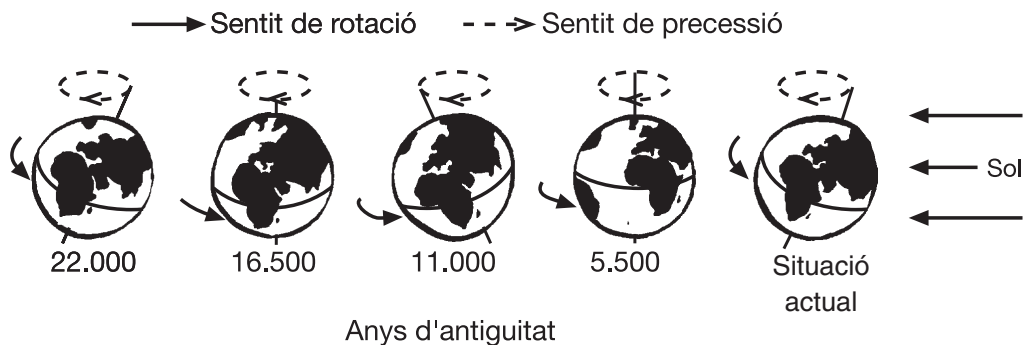 Sentit de rotació
Sentit de precessió
Sol
22.000
16.500
11.000
5.500
Situació
actual
Anys d'antiguitat